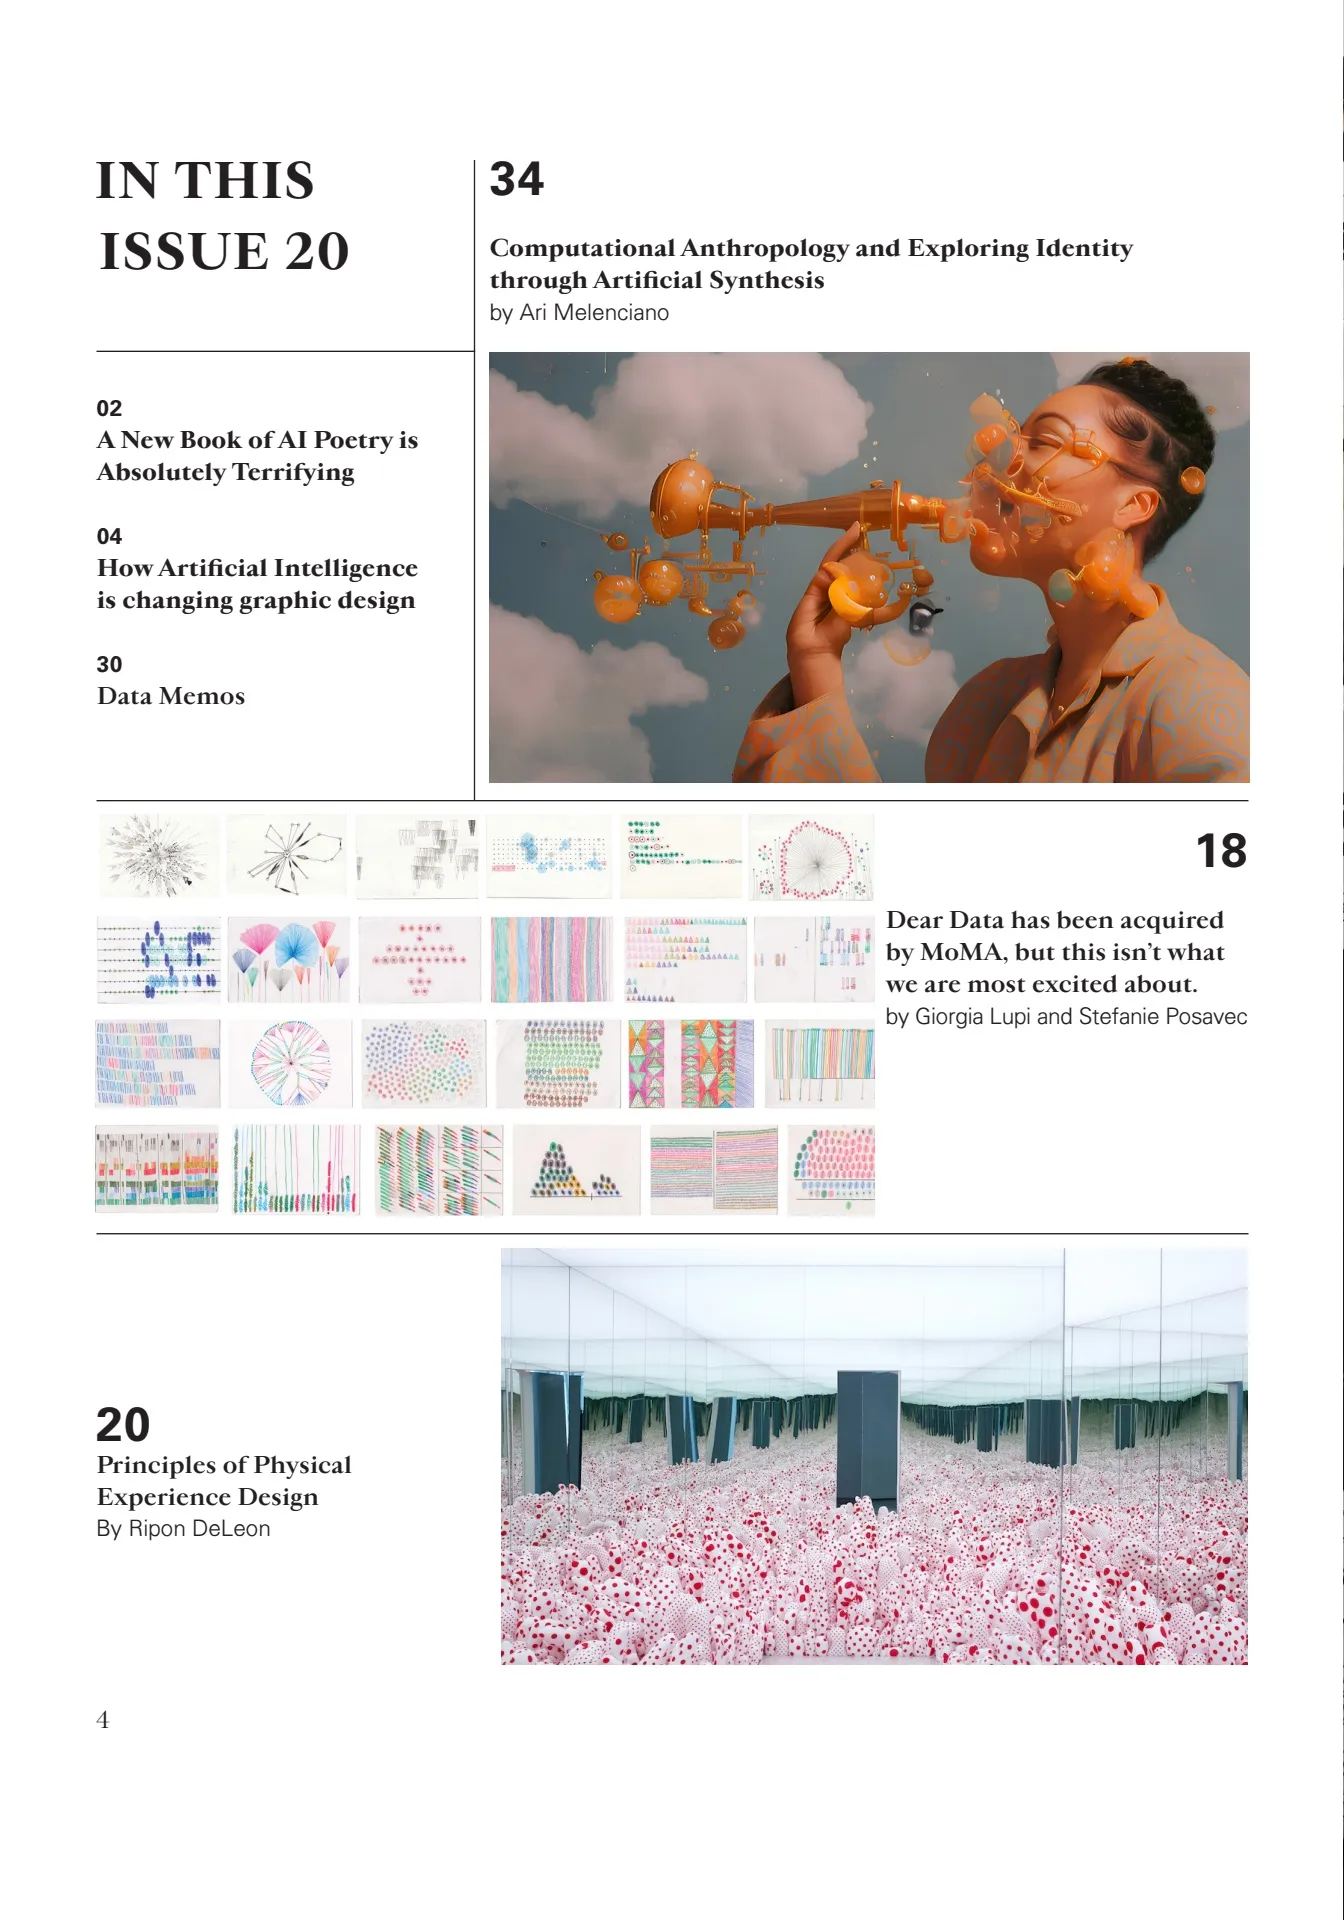 IN THIS
ISSUE 20
02
A New Book of AI Poetry is
Absolutely Terrifying
04
How Artificial Intelligence
is changing graphic design
30
Data Memos
34
Computational Anthropology and Exploring Identity
through Artificial Synthesis
by Ari Melenciano
18
Dear Data has been acquired
by MoMA, but this isn’t what
we are most excited about.
by Giorgia Lupi and Stefanie Posavec
20
Principles of Physical
Experience Design
By Ripon DeLeon
4